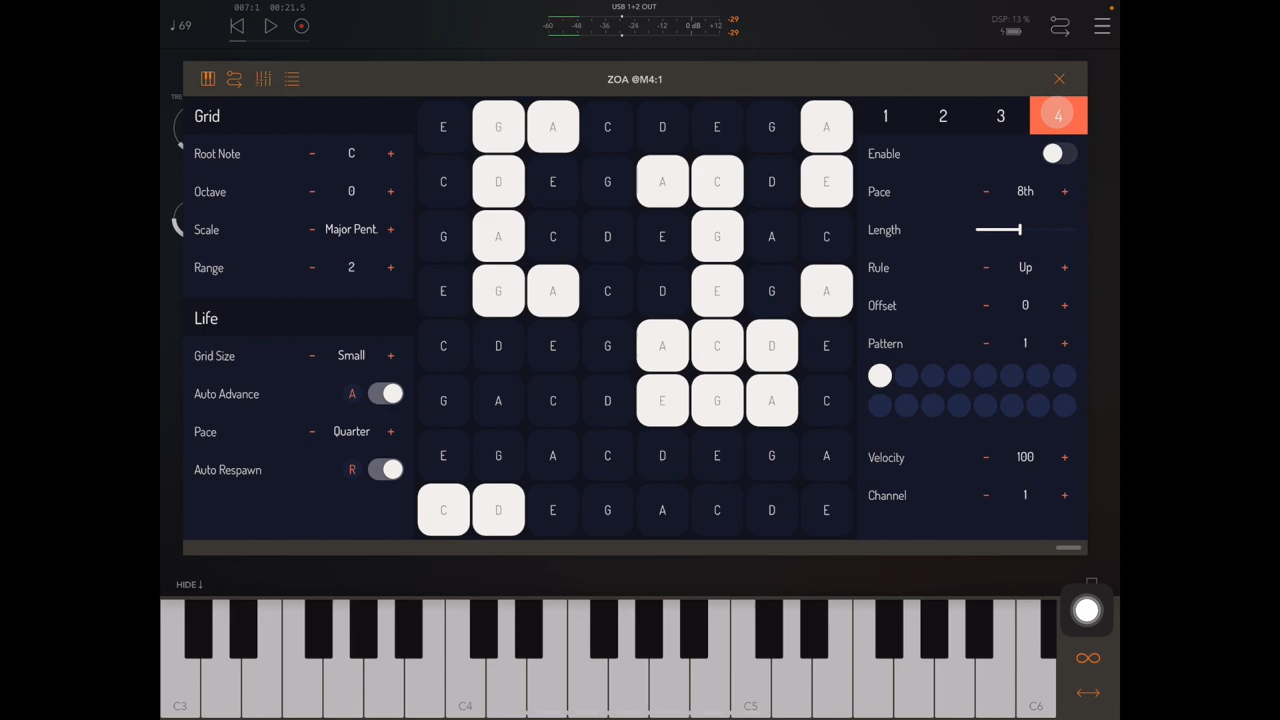 007:1 00:21.5
USB 1+2 OUT
♩ 69
-60 -48 -36 -24 -12 0 dB +12
-29
-29
DSP: 13 %
ZOA @M4:1
TRE
Grid
Root Note - C +
Octave - 0 +
Scale - Major Pent. +
Range - 2 +
Life
Grid Size - Small +
Auto Advance A
Pace - Quarter +
Auto Respawn R
E G A C D E G A
C D E G A C D E
G A C D E G A C
E G A C D E G A
C D E G A C D E
G A C D E G A C
E G A C D E G A
C D E G A C D E
1 2 3 4
Enable
Pace - 8th +
Length
Rule - Up +
Offset - 0 +
Pattern - 1 +
Velocity - 100 +
Channel - 1 +
HIDE↓
C3 C4 C5 C6